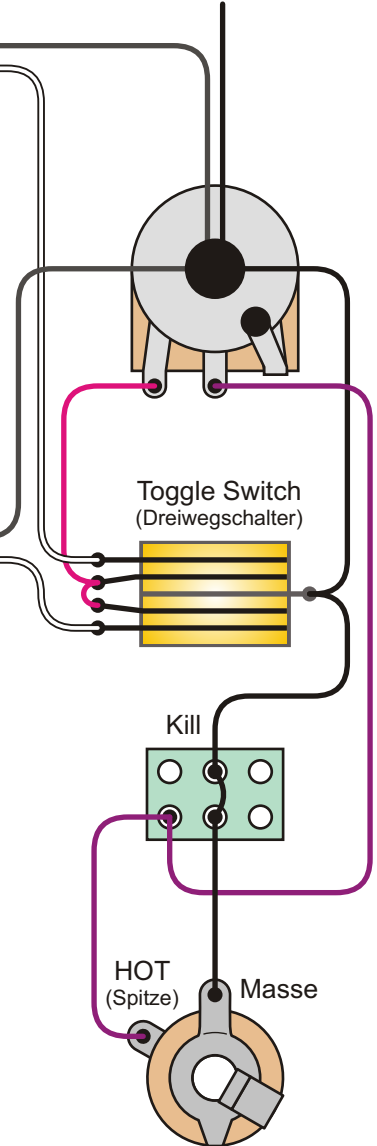 Toggle Switch
(Dreiwegschalter)
Kill
HOT
(Spitze)
Masse